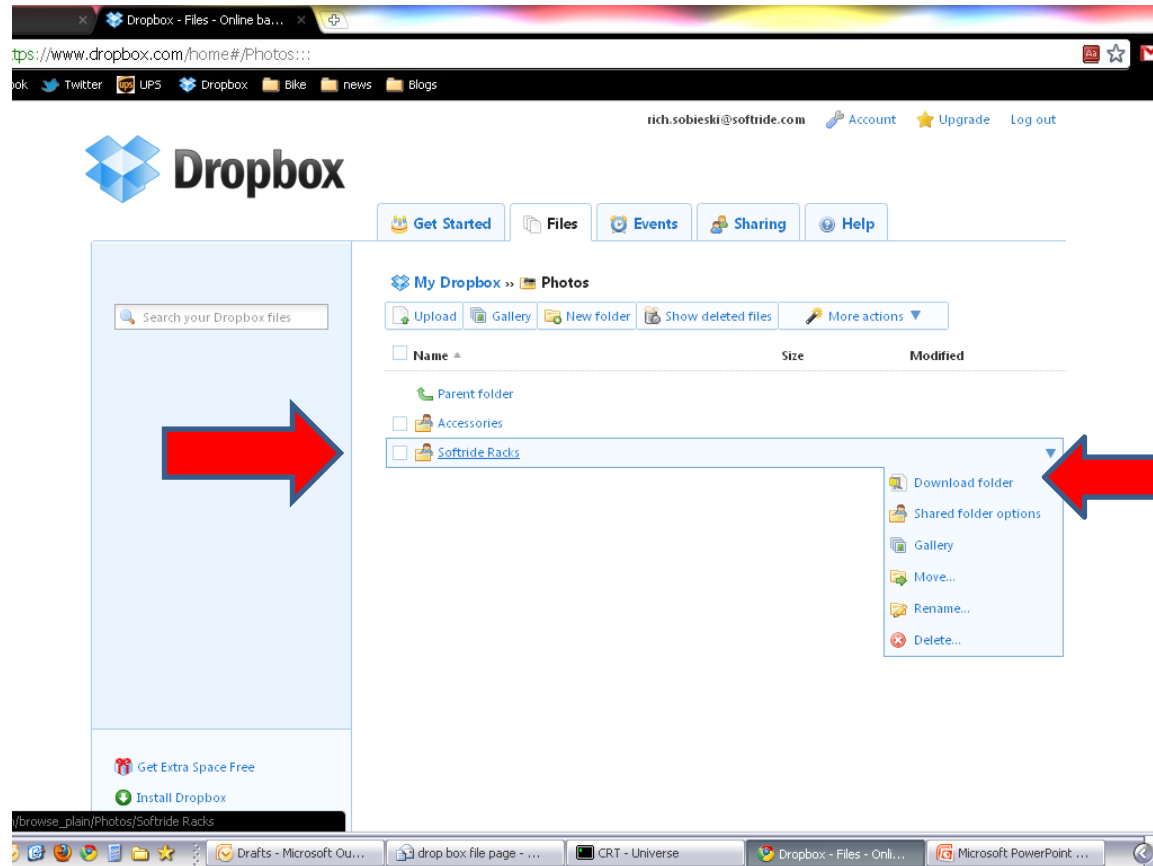 Dropbox - Files - Online ba...
tps://www.dropbox.com/home#/Photos:::
ook Twitter UPS Dropbox Bike news Blogs
rich.sobieski@softride.com Account Upgrade Log out
Dropbox
Get Started Files Events Sharing Help
My Dropbox » Photos
Search your Dropbox files
Upload Gallery New folder Show deleted files More actions ▼
Name Size Modified
Parent folder
Accessories
Softride Racks
Download folder
Shared folder options
Gallery
Move...
Rename...
Delete...
Get Extra Space Free
Install Dropbox
/browse_plain/Photos/Softride Racks
Drafts - Microsoft Ou... drop box file page - ... CRT - Universe Dropbox - Files - Onli... Microsoft PowerPoint ...